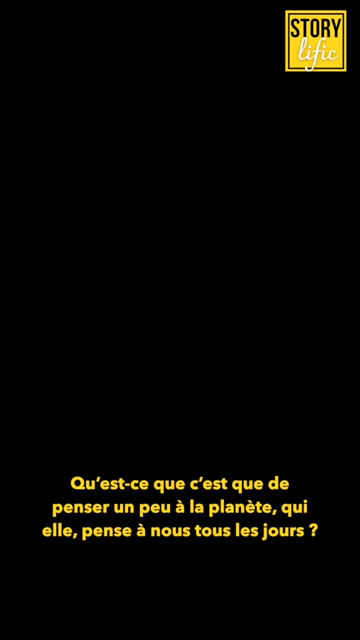 STORY
lific
Qu’est-ce que c’est que de
penser un peu à la planète, qui
elle, pense à nous tous les jours ?